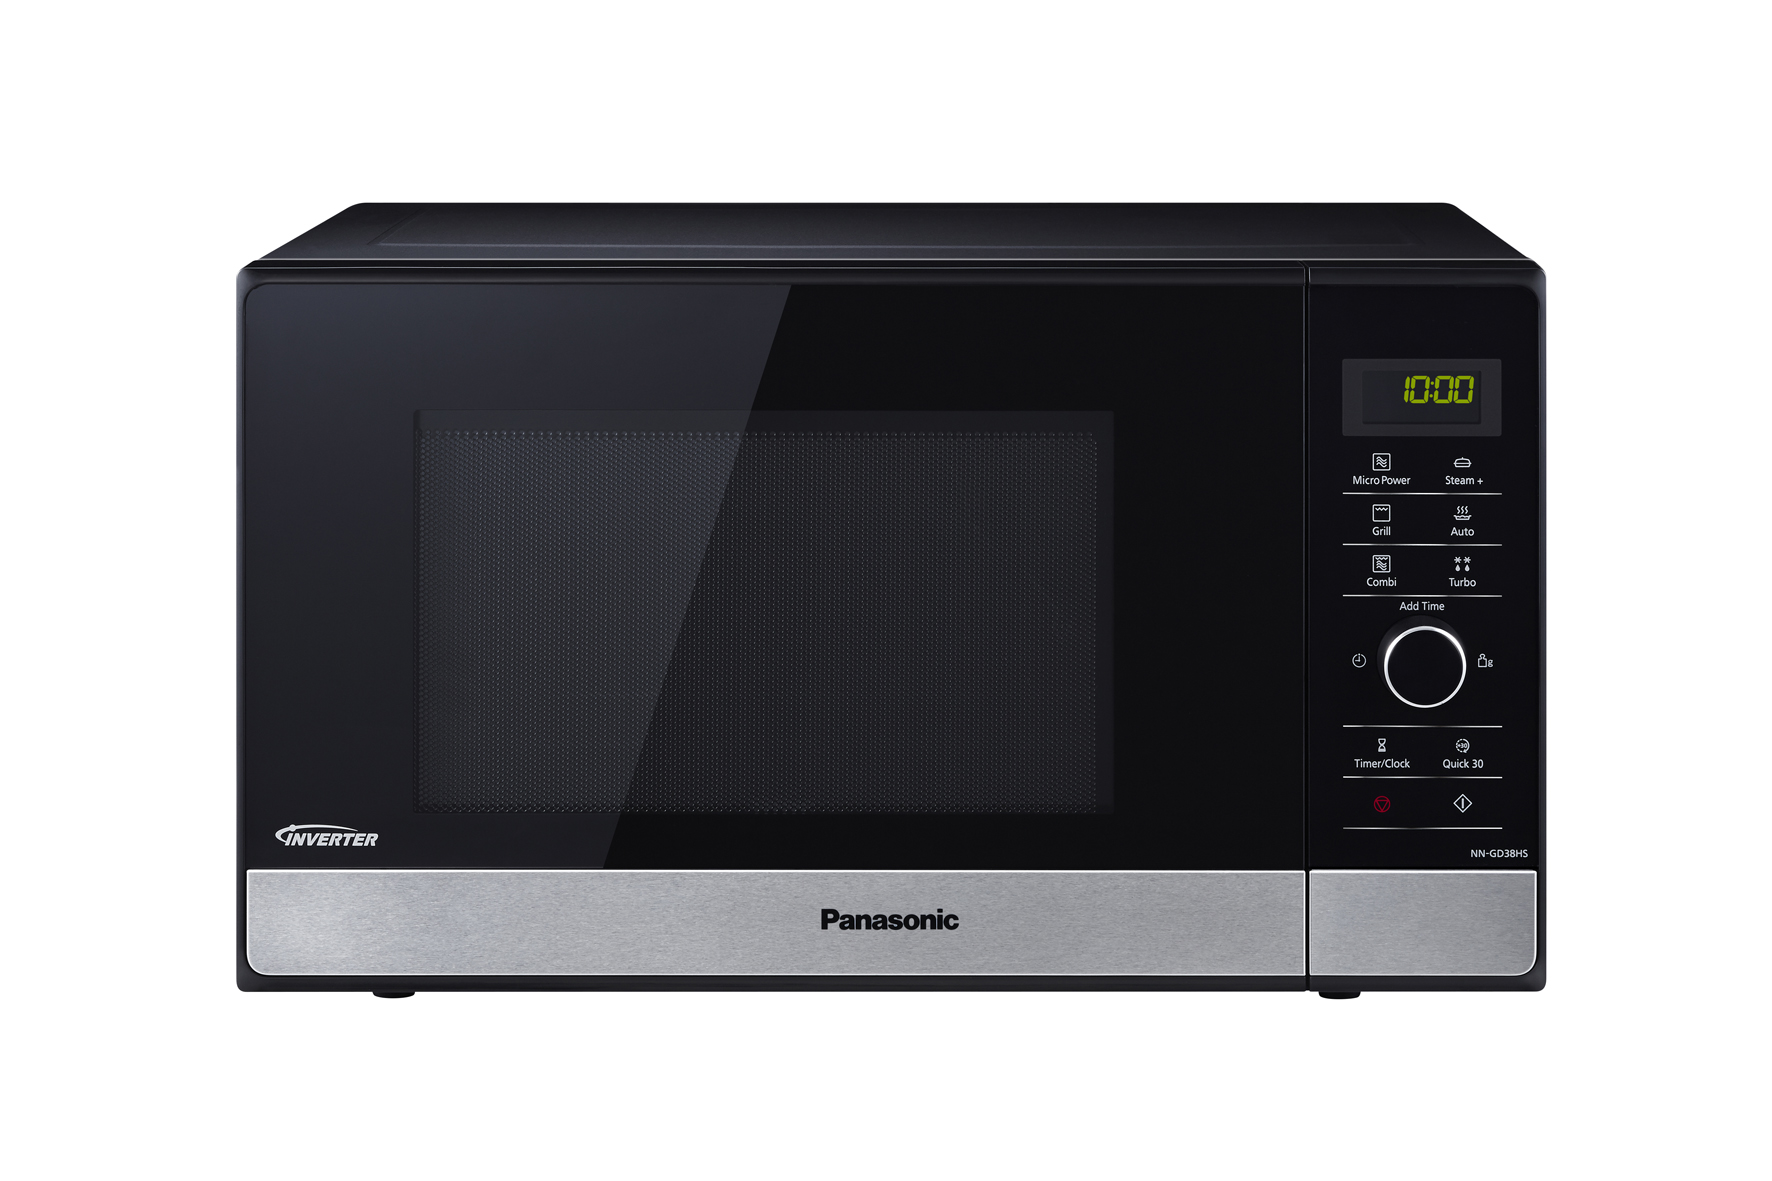 10:00
Micro Power Steam +
Grill Auto
Combi Turbo
Add Time
g
+30
Timer/Clock Quick 30
INVERTER
NN-GD38HS
Panasonic